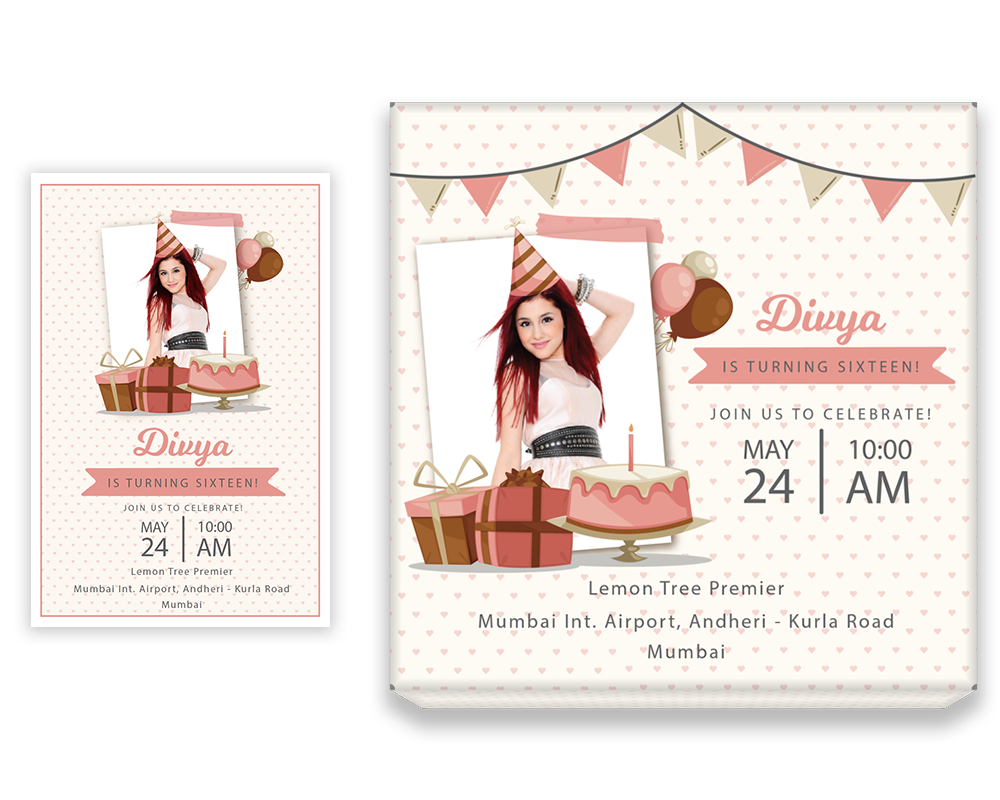 Divya
IS TURNING SIXTEEN!
JOIN US TO CELEBRATE!
MAY
24
10:00
AM
Lemon Tree Premier
Mumbai Int. Airport, Andheri - Kurla Road
Mumbai
Divya
IS TURNING SIXTEEN!
JOIN US TO CELEBRATE!
MAY
24
10:00
AM
Lemon Tree Premier
Mumbai Int. Airport, Andheri - Kurla Road
Mumbai